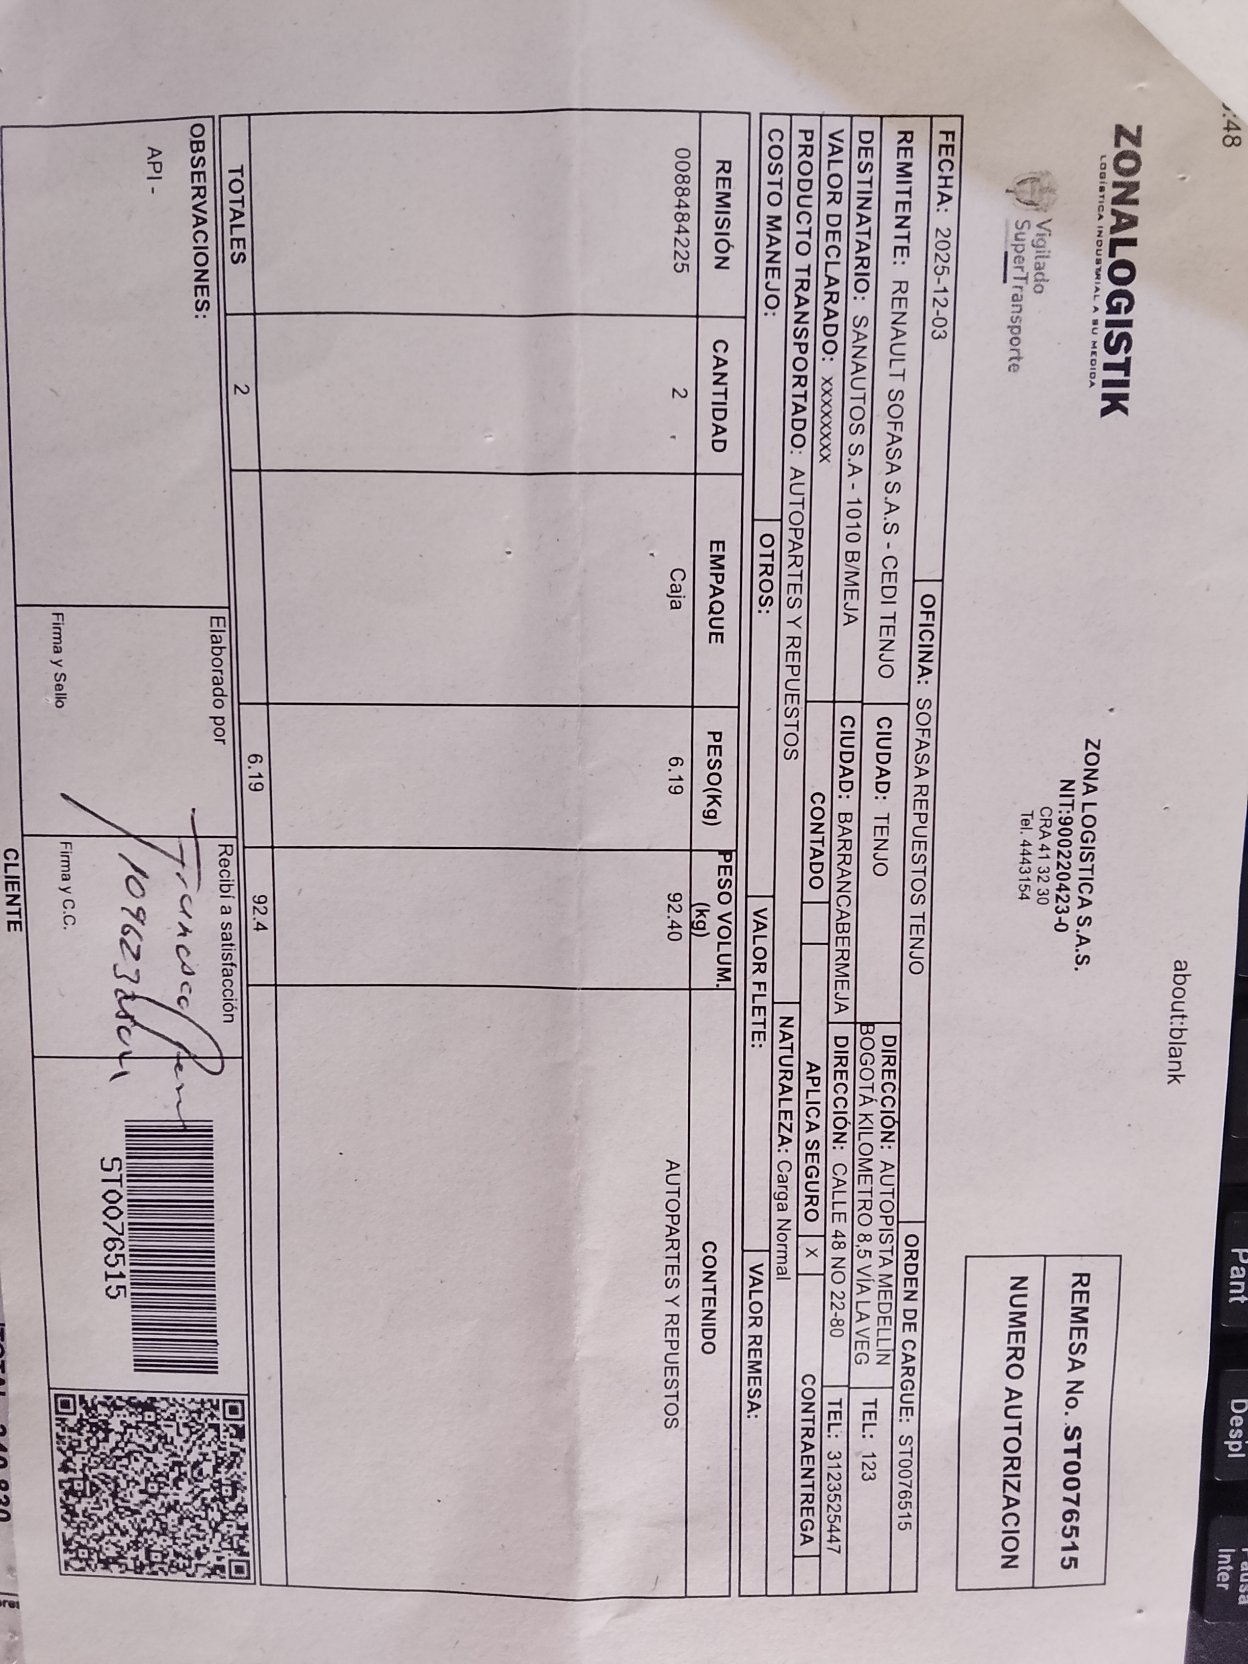 :48
about:blank
ZONALOGISTIK
LOGÍSTICA INDUSTRIAL A SU MEDIDA
Vigilado
SuperTransporte
ZONA LOGISTICA S.A.S.
NIT:900220423-0
CRA 41 32 30
Tel. 4443154
REMESA No. ST0076515
NUMERO AUTORIZACION
FECHA: 2025-12-03 OFICINA: SOFASA REPUESTOS TENJO ORDEN DE CARGUE: ST0076515
REMITENTE: RENAULT SOFASA S.A.S - CEDI TENJO CIUDAD: TENJO DIRECCIÓN: AUTOPISTA MEDELLÍN BOGOTÁ KILOMETRO 8,5 VÍA LA VEG TEL: 123
DESTINATARIO: SANAUTOS S.A - 1010 B/MEJA CIUDAD: BARRANCABERMEJA DIRECCIÓN: CALLE 48 NO 22-80 TEL: 3123525447
VALOR DECLARADO: xxxxxxxx CONTADO APLICA SEGURO X CONTRAENTREGA
PRODUCTO TRANSPORTADO: AUTOPARTES Y REPUESTOS NATURALEZA: Carga Normal
COSTO MANEJO: OTROS: VALOR FLETE: VALOR REMESA:
REMISIÓN CANTIDAD EMPAQUE PESO(Kg) PESO VOLUM. (kg) CONTENIDO
0088484225 2 Caja 6.19 92.40 AUTOPARTES Y REPUESTOS
TOTALES 2 6.19 92.4
OBSERVACIONES:
API -
Elaborado por
Firma y Sello
Recibí a satisfacción
Francisco
Firma y C.C.
ST0076515
CLIENTE
Pant
Despl
Inter